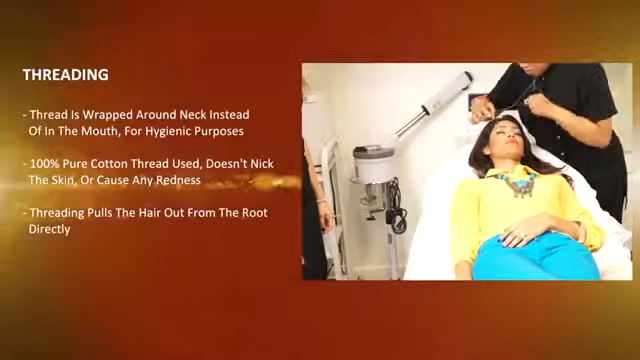 THREADING
- Thread Is Wrapped Around Neck Instead
Of In The Mouth, For Hygienic Purposes
- 100% Pure Cotton Thread Used, Doesn't Nick
The Skin, Or Cause Any Redness
- Threading Pulls The Hair Out From The Root
Directly